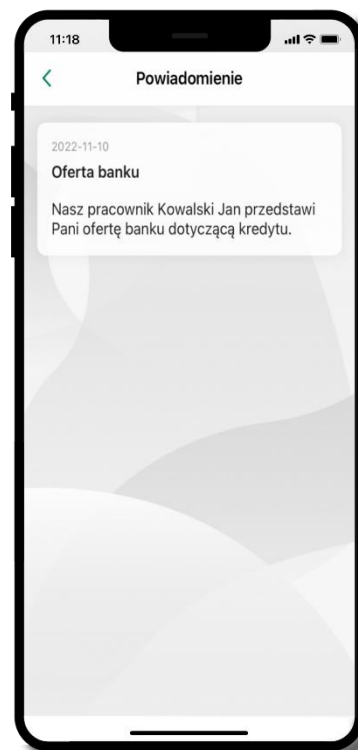 11:18
Powiadomienie
2022-11-10
Oferta banku
Nasz pracownik Kowalski Jan przedstawi
Pani ofertę banku dotyczącą kredytu.